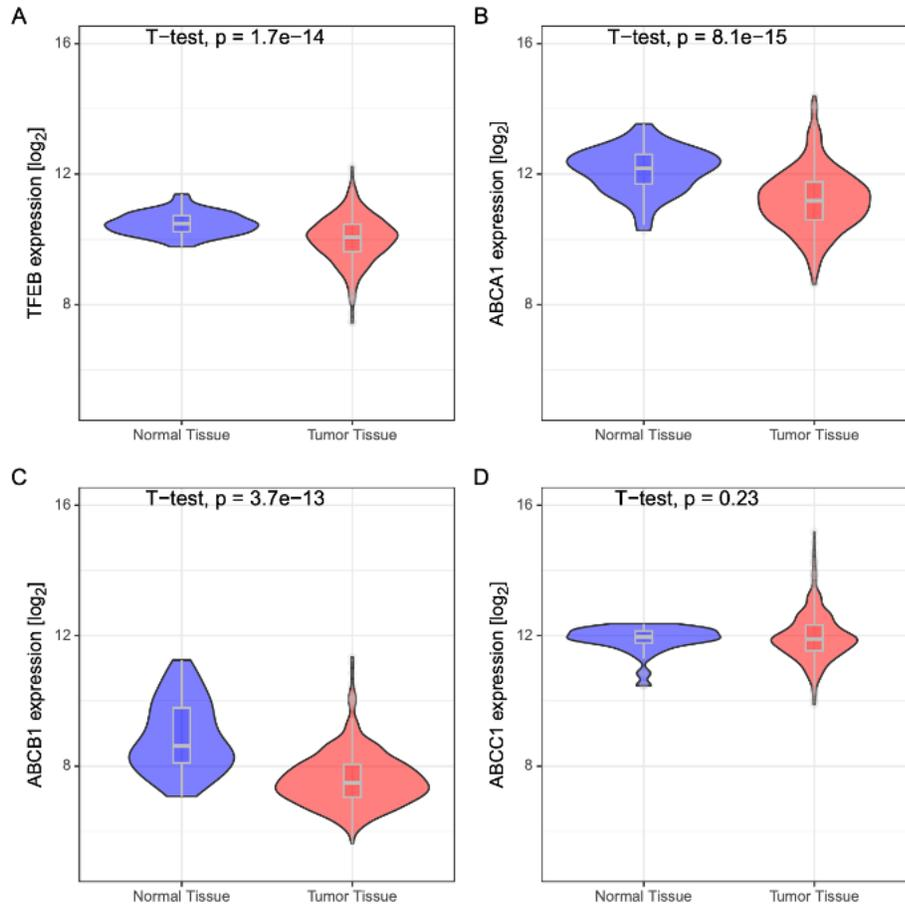 A
T−test, p = 1.7e−14
16
12
8
TFEB expression [log2]
Normal Tissue
Tumor Tissue
B
T−test, p = 8.1e−15
16
12
8
ABCA1 expression [log2]
Normal Tissue
Tumor Tissue
C
T−test, p = 3.7e−13
16
12
8
ABCB1 expression [log2]
Normal Tissue
Tumor Tissue
D
T−test, p = 0.23
16
12
8
ABCC1 expression [log2]
Normal Tissue
Tumor Tissue